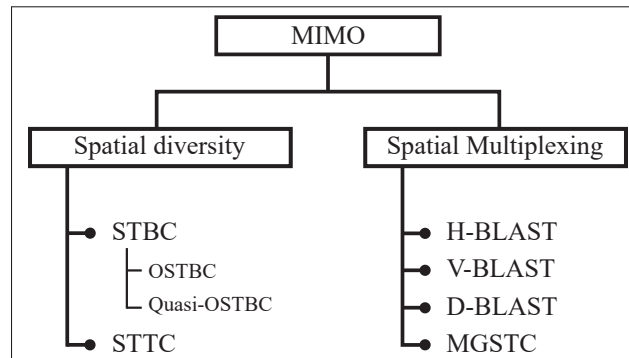 MIMO
Spatial diversity
STBC
OSTBC
Quasi-OSTBC
STTC
Spatial Multiplexing
H-BLAST
V-BLAST
D-BLAST
MGSTC